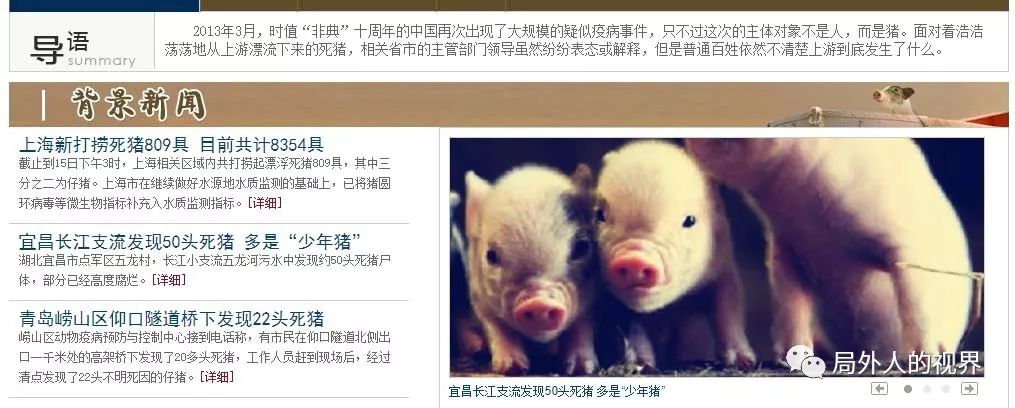 导语
summary
2013年3月，时值“非典”十周年的中国再次出现了大规模的疑似疫病事件，只不过这次的主体对象不是人，而是猪。面对着浩浩
荡荡地从上游漂流下来的死猪，相关省市的主管部门领导虽然纷纷表态或解释，但是普通百姓依然不清楚上游到底发生了什么。
背景新闻
上海新打捞死猪809具 目前共计8354具
截止到15日下午3时，上海相关区域内共打捞起漂浮死猪809具，其中三
分之二为仔猪。上海市在继续做好水源地水质监测的基础上，已将猪圆
环病毒等微生物指标补充入水质监测指标。[详细]
宜昌长江支流发现50头死猪 多是“少年猪”
湖北宜昌市点军区五龙村，长江小支流五龙河污水中发现约50头死猪尸
体，部分已经高度腐烂。[详细]
青岛崂山区仰口隧道桥下发现22头死猪
崂山区动物疫病预防与控制中心接到电话称，有市民在仰口隧道北侧出
口一千米处的高架桥下发现了20多头死猪，工作人员赶到现场后，经过
清点发现了22头不明死因的仔猪。[详细]
局外人的视界
宜昌长江支流发现50头死猪 多是“少年猪”